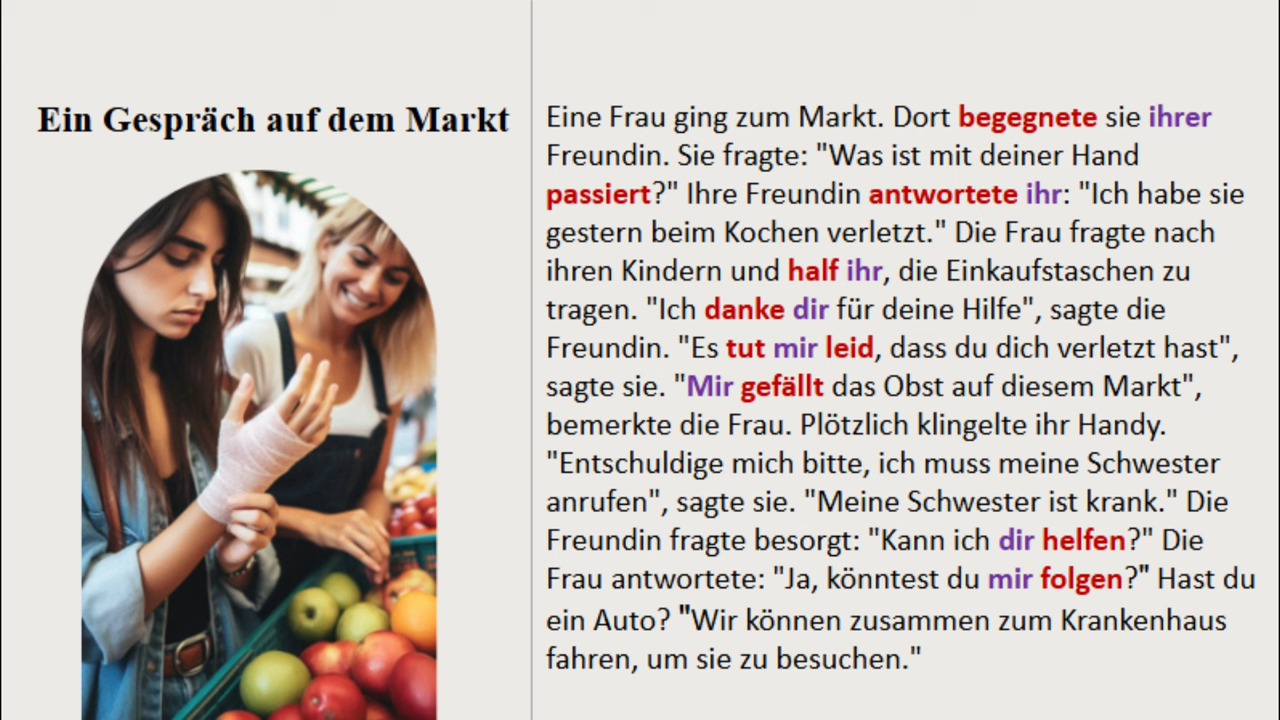 Ein Gespräch auf dem Markt
Eine Frau ging zum Markt. Dort begegnete sie ihrer
Freundin. Sie fragte: "Was ist mit deiner Hand
passiert?" Ihre Freundin antwortete ihr: "Ich habe sie
gestern beim Kochen verletzt." Die Frau fragte nach
ihren Kindern und half ihr, die Einkaufstaschen zu
tragen. "Ich danke dir für deine Hilfe", sagte die
Freundin. "Es tut mir leid, dass du dich verletzt hast",
sagte sie. "Mir gefällt das Obst auf diesem Markt",
bemerkte die Frau. Plötzlich klingelte ihr Handy.
"Entschuldige mich bitte, ich muss meine Schwester
anrufen", sagte sie. "Meine Schwester ist krank." Die
Freundin fragte besorgt: "Kann ich dir helfen?" Die
Frau antwortete: "Ja, könntest du mir folgen?" Hast du
ein Auto? "Wir können zusammen zum Krankenhaus
fahren, um sie zu besuchen."